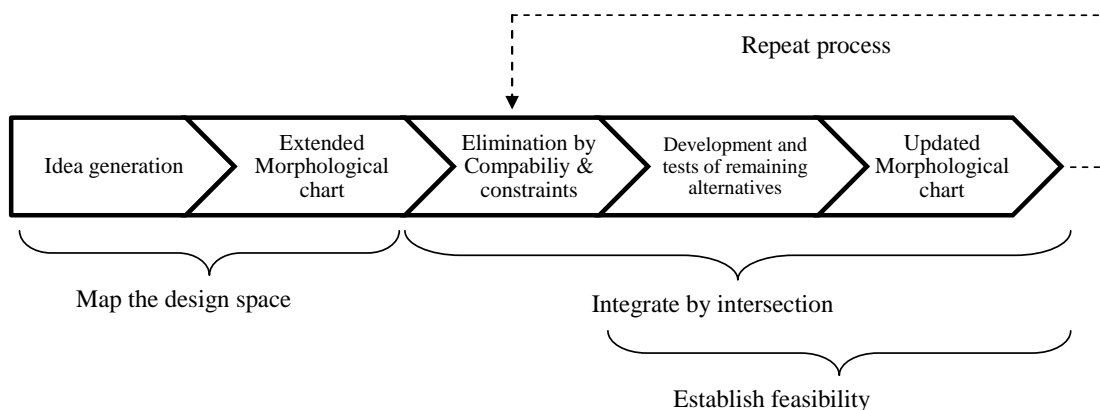 Repeat process
Idea generation
Extended
Morphological
chart
Elimination by
Compabiliy &
constraints
Development and
tests of remaining
alternatives
Updated
Morphological
chart
Map the design space
Integrate by intersection
Establish feasibility